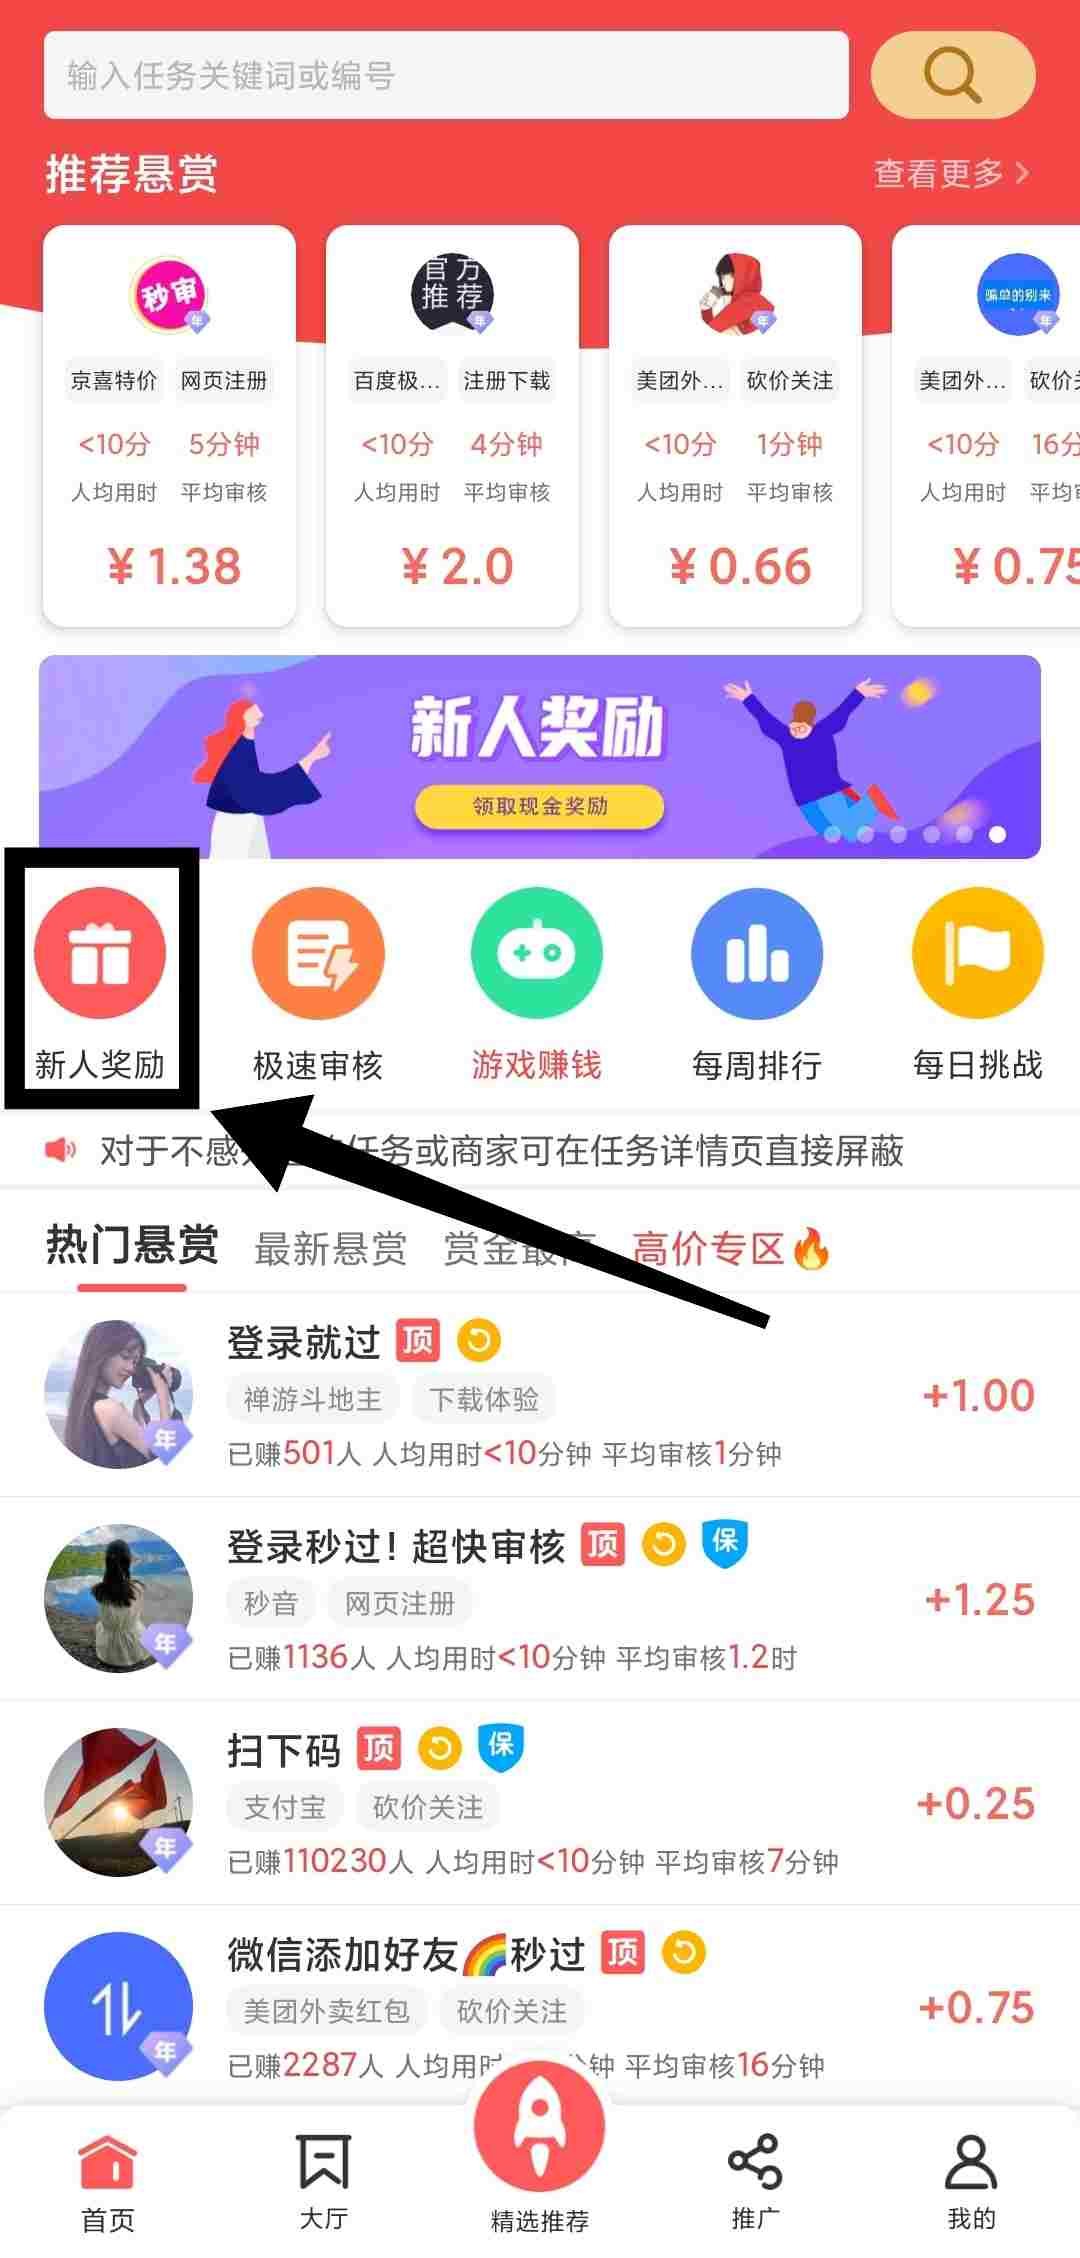 输入任务关键词或编号
推荐悬赏 查看更多 >
秒审 年 官方推荐 年 年 骗单的别来 年
京喜特价 网页注册 百度极... 注册下载 美团外... 砍价关注 美团外... 砍价
<10分 5分钟 <10分 4分钟 <10分 1分钟 <10分 16分
人均用时 平均审核 人均用时 平均审核 人均用时 平均审核 人均用时 平均
¥ 1.38 ¥ 2.0 ¥ 0.66 ¥ 0.75
新人奖励
领取现金奖励
新人奖励 极速审核 游戏赚钱 每周排行 每日挑战
对于不感 任务或商家可在任务详情页直接屏蔽
热门悬赏 最新悬赏 赏金最高 高价专区
登录就过 顶
禅游斗地主 下载体验
+1.00
年
已赚501人 人均用时<10分钟 平均审核1分钟
登录秒过! 超快审核 顶 保
秒音 网页注册
+1.25
年
已赚1136人 人均用时<10分钟 平均审核1.2时
扫下码 顶 保
支付宝 砍价关注
+0.25
年
已赚110230人 人均用时<10分钟 平均审核7分钟
微信添加好友🌈秒过 顶
美团外卖红包 砍价关注
+0.75
年
已赚2287人 人均用 钟 平均审核16分钟
首页 大厅 精选推荐 推广 我的